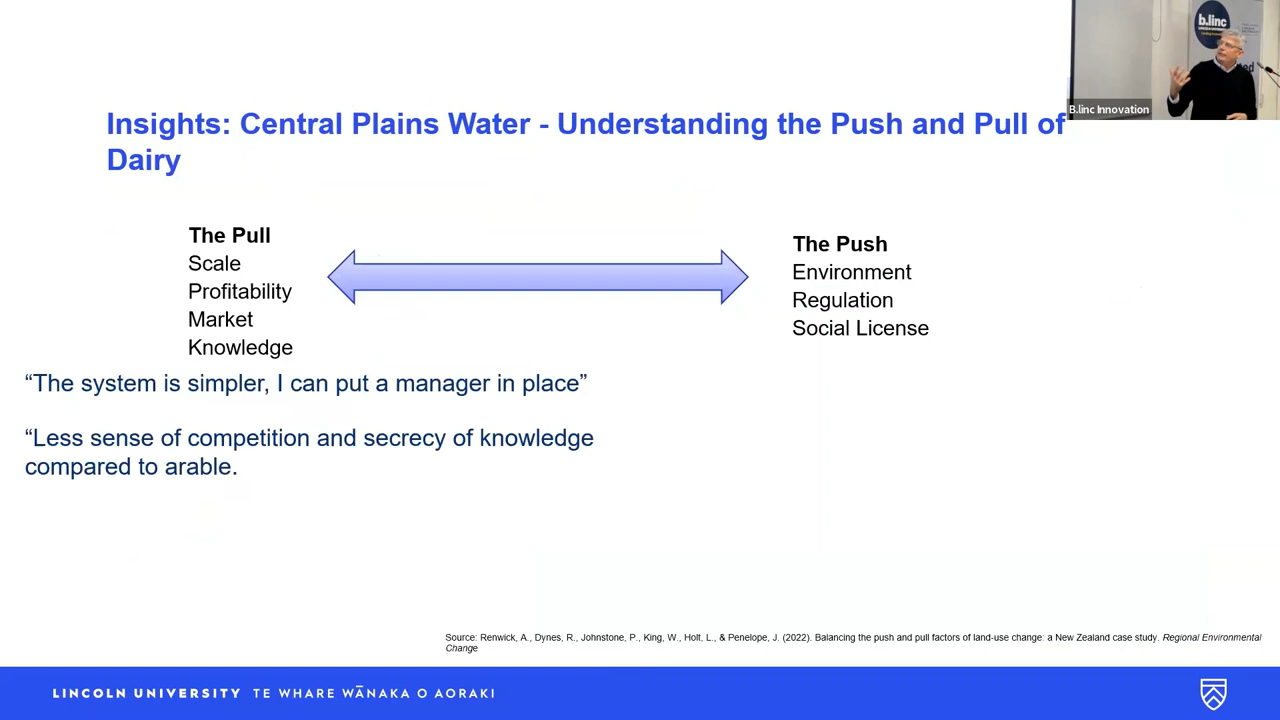 Insights: Central Plains Water - Understanding the Push and Pull of
Dairy
b.linc
B.linc Innovation
The Pull
Scale
Profitability
Market
Knowledge
The Push
Environment
Regulation
Social License
“The system is simpler, I can put a manager in place”
“Less sense of competition and secrecy of knowledge
compared to arable.
Source: Renwick, A., Dynes, R., Johnstone, P., King, W., Holt, L., & Penelope, J. (2022). Balancing the push and pull factors of land-use change: a New Zealand case study. Regional Environmental
Change
LINCOLN UNIVERSITY TE WHARE WĀNAKA O AORAKI